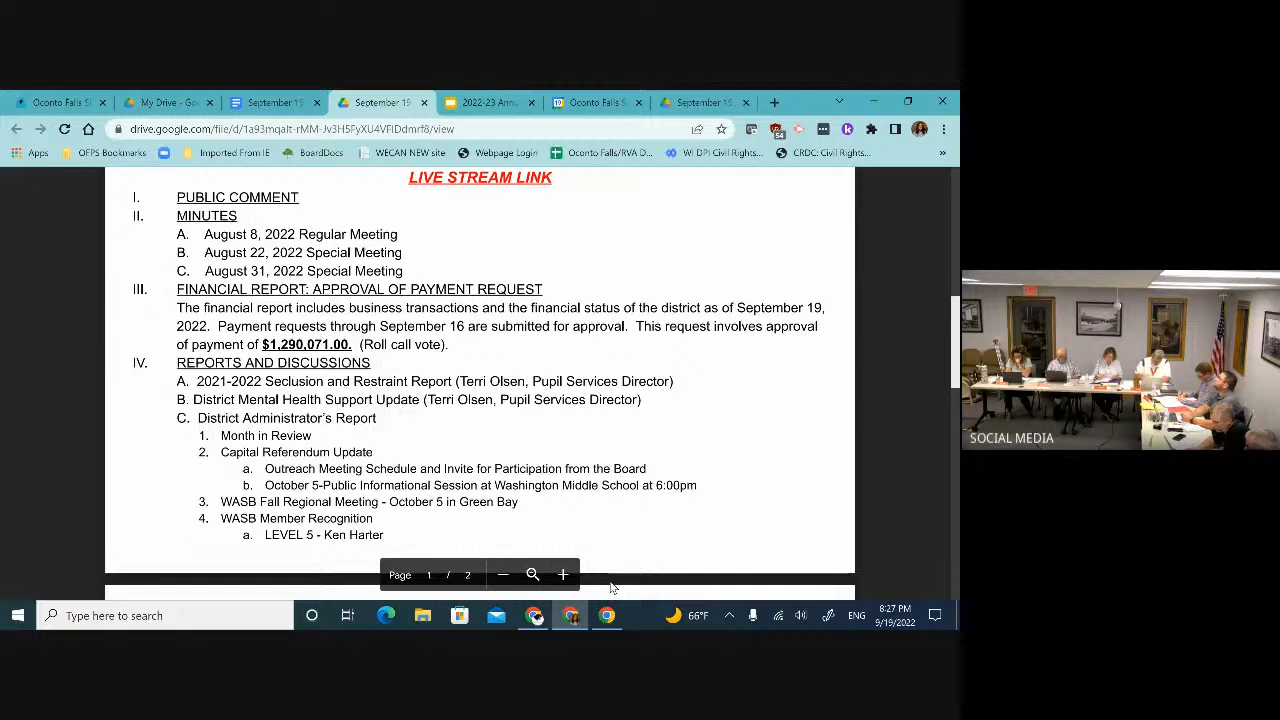 Oconto Falls S
My Drive - Go
September 19
September 19
2022-23 Annu
Oconto Falls S
September 19
drive.google.com/file/d/1a93mqaIt-rMM-Jv3H5FyXU4VFIDdmrf8/view
54
Apps
OFPS Bookmarks
Imported From IE
BoardDocs
WECAN NEW site
Webpage Login
Oconto Falls/RVA D...
WI DPI Civil Rights...
CRDC: Civil Rights...
LIVE STREAM LINK
I. PUBLIC COMMENT
II. MINUTES
A. August 8, 2022 Regular Meeting
B. August 22, 2022 Special Meeting
C. August 31, 2022 Special Meeting
III. FINANCIAL REPORT: APPROVAL OF PAYMENT REQUEST
The financial report includes business transactions and the financial status of the district as of September 19,
2022. Payment requests through September 16 are submitted for approval. This request involves approval
of payment of $1,290,071.00. (Roll call vote).
IV. REPORTS AND DISCUSSIONS
A. 2021-2022 Seclusion and Restraint Report (Terri Olsen, Pupil Services Director)
B. District Mental Health Support Update (Terri Olsen, Pupil Services Director)
C. District Administrator's Report
1. Month in Review
2. Capital Referendum Update
a. Outreach Meeting Schedule and Invite for Participation from the Board
b. October 5-Public Informational Session at Washington Middle School at 6:00pm
3. WASB Fall Regional Meeting - October 5 in Green Bay
4. WASB Member Recognition
a. LEVEL 5 - Ken Harter
Page 1 / 2
Type here to search
66°F
ENG
8:27 PM
9/19/2022
SOCIAL MEDIA